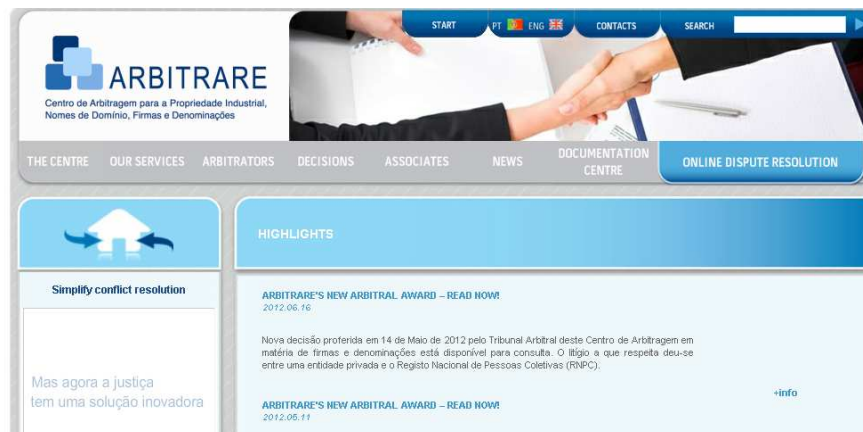 START
PT
ENG
CONTACTS
SEARCH
ARBITRARE
Centro de Arbitragem para a Propriedade Industrial,
Nomes de Domínio, Firmas e Denominações
THE CENTRE
OUR SERVICES
ARBITRATORS
DECISIONS
ASSOCIATES
NEWS
DOCUMENTATION
CENTRE
ONLINE DISPUTE RESOLUTION
Simplify conflict resolution
Mas agora a justiça
tem uma solução inovadora
HIGHLIGHTS
ARBITRARE'S NEW ARBITRAL AWARD – READ NOW!
2012.06.16
Nova decisão proferida em 14 de Maio de 2012 pelo Tribunal Arbitral deste Centro de Arbitragem em
matéria de firmas e denominações está disponível para consulta. O litígio a que respeita deu-se
entre uma entidade privada e o Registo Nacional de Pessoas Coletivas (RNPC).
+info
ARBITRARE'S NEW ARBITRAL AWARD – READ NOW!
2012.05.11